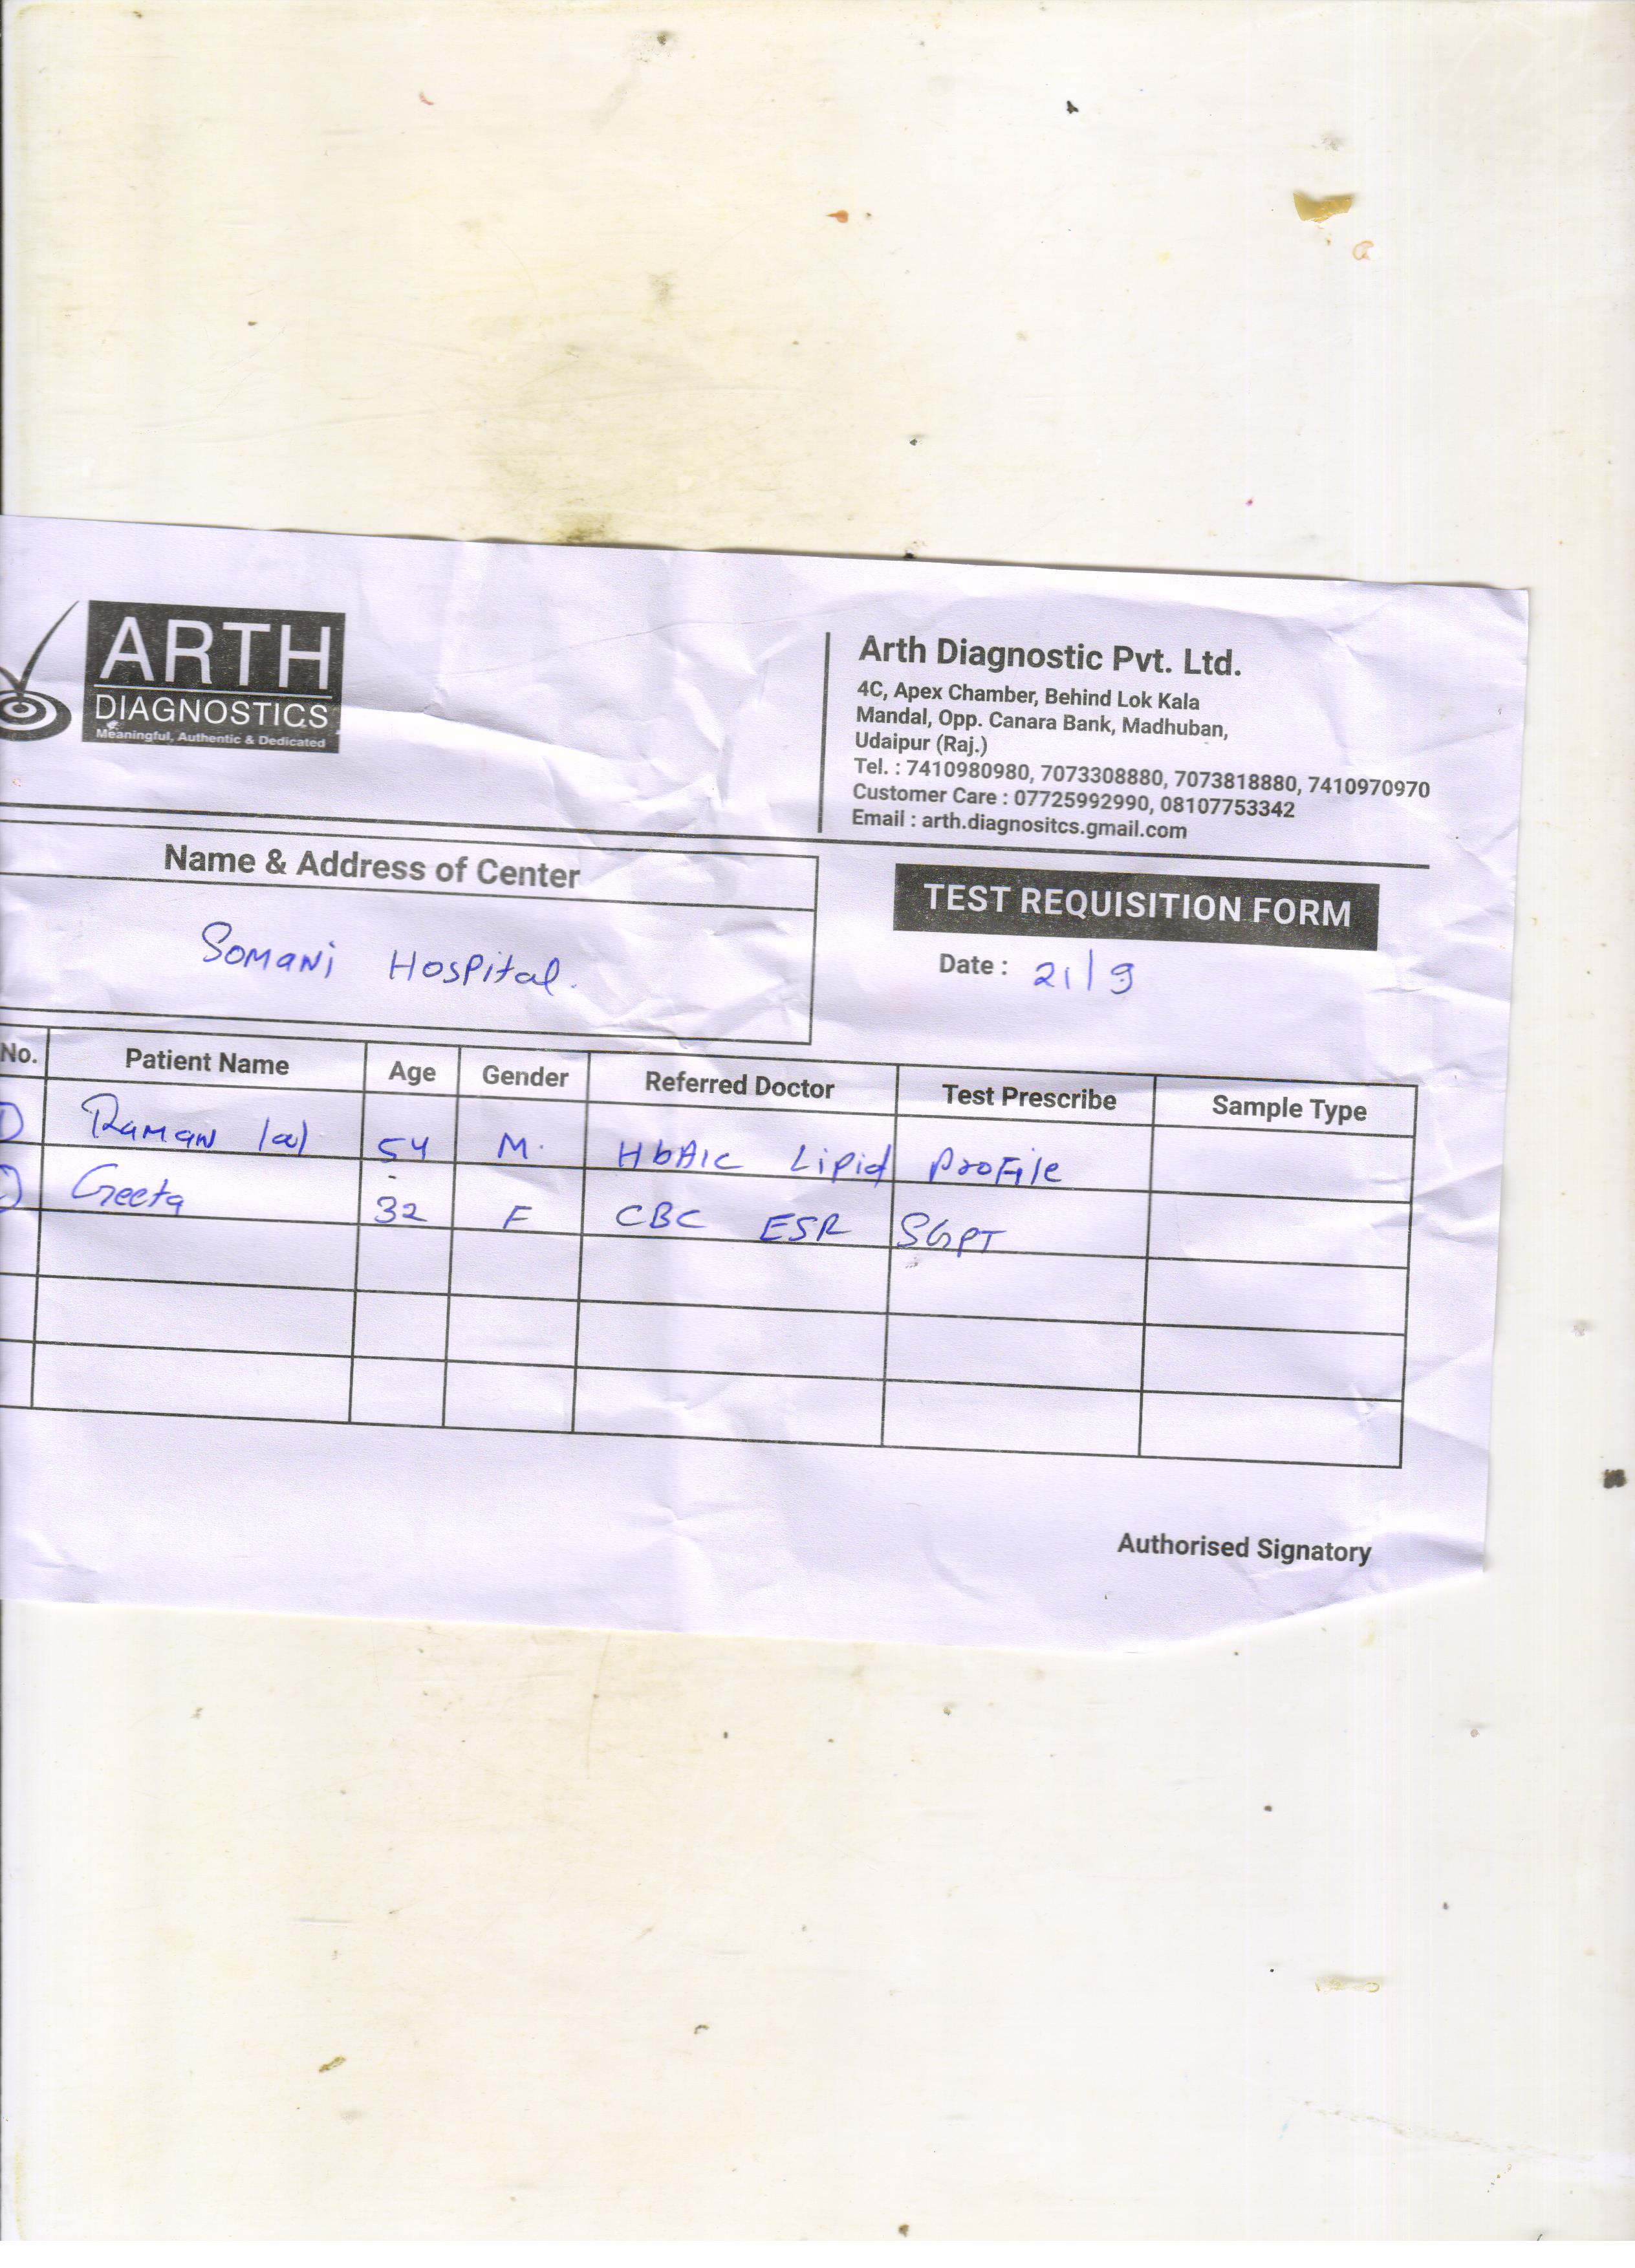 ARTH
DIAGNOSTICS
Meaningful, Authentic & Dedicated
Arth Diagnostic Pvt. Ltd.
4C, Apex Chamber, Behind Lok Kala
Mandal, Opp. Canara Bank, Madhuban,
Udaipur (Raj.)
Tel. : 7410980980, 7073308880, 7073818880, 7410970970
Customer Care : 07725992990, 08107753342
Email : arth.diagnositcs.gmail.com
Name & Address of Center
Somani Hospital.
TEST REQUISITION FORM
Date : 21/9
No. Patient Name Age Gender Referred Doctor Test Prescribe Sample Type
Raman lal 54 M. HbA1c Lipid Profile
Geeta 32 F CBC ESR SGPT
Authorised Signatory